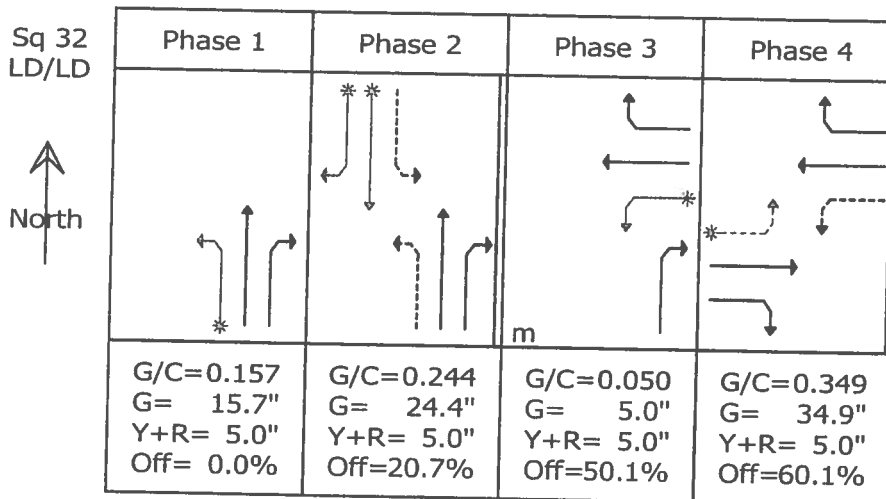 Sq 32
LD/LD
North
Phase 1
Phase 2
Phase 3
Phase 4
m
G/C=0.157
G= 15.7"
Y+R= 5.0"
Off= 0.0%
G/C=0.244
G= 24.4"
Y+R= 5.0"
Off=20.7%
G/C=0.050
G= 5.0"
Y+R= 5.0"
Off=50.1%
G/C=0.349
G= 34.9"
Y+R= 5.0"
Off=60.1%